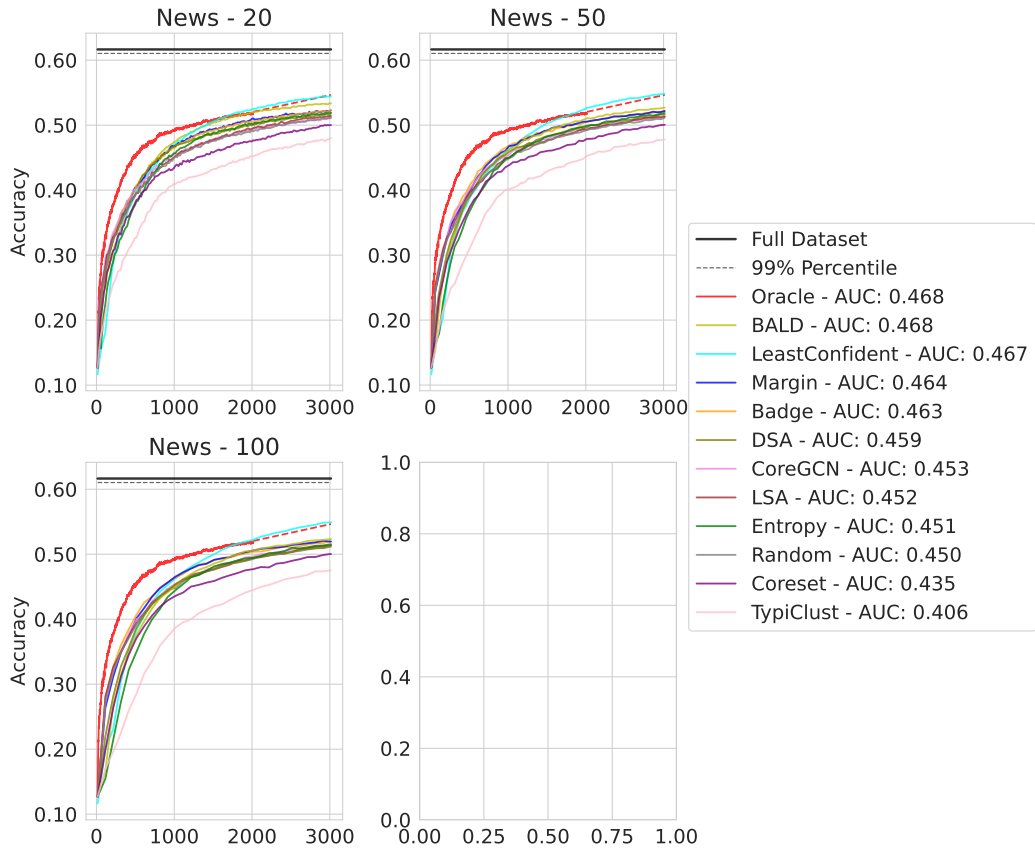 News - 20
News - 50
0.60
0.50
0.40
0.30
0.20
0.10
Accuracy
0
1000
2000
3000
0.60
0.50
0.40
0.30
0.20
0.10
0
1000
2000
3000
Full Dataset
99% Percentile
Oracle - AUC: 0.468
BALD - AUC: 0.468
LeastConfident - AUC: 0.467
Margin - AUC: 0.464
Badge - AUC: 0.463
DSA - AUC: 0.459
CoreGCN - AUC: 0.453
LSA - AUC: 0.452
Entropy - AUC: 0.451
Random - AUC: 0.450
Coreset - AUC: 0.435
TypiClust - AUC: 0.406
News - 100
0.60
0.50
0.40
0.30
0.20
0.10
Accuracy
0
1000
2000
3000
1.0
0.8
0.6
0.4
0.2
0.0
0.00
0.25
0.50
0.75
1.00